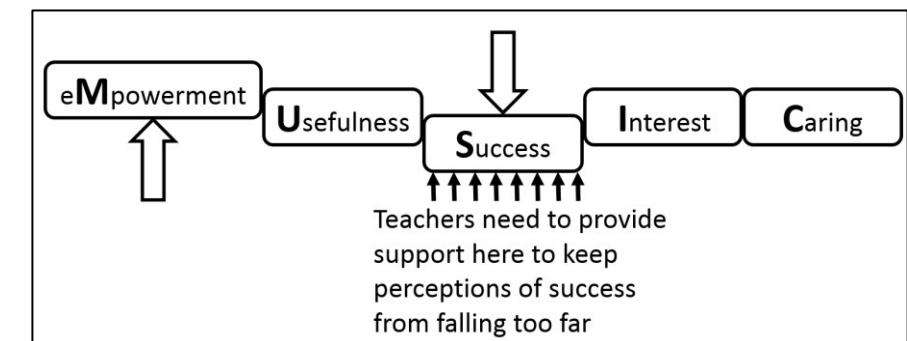 eMpowerment
Usefulness
Success
Interest
Caring
Teachers need to provide
support here to keep
perceptions of success
from falling too far